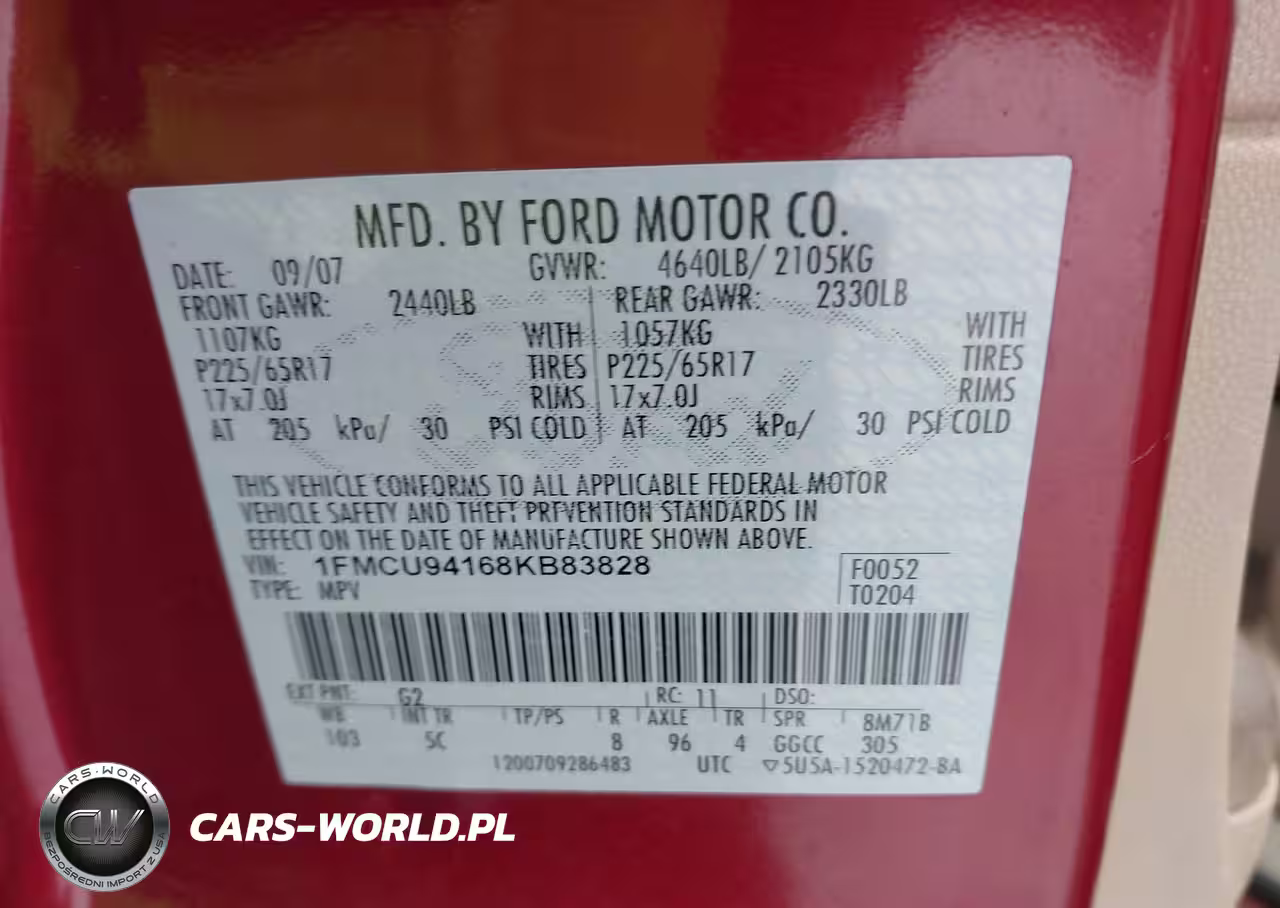 MFD. BY FORD MOTOR CO.
DATE: 09/07 GVWR: 4640LB/ 2105KG
FRONT GAWR: 2440LB REAR GAWR: 2330LB
1107KG WITH 1057KG WITH
P225/65R17 TIRES P225/65R17 TIRES
17x7.0J RIMS 17x7.0J RIMS
AT 205 kPa/ 30 PSI COLD AT 205 kPa/ 30 PSI COLD
THIS VEHICLE CONFORMS TO ALL APPLICABLE FEDERAL MOTOR
VEHICLE SAFETY AND THEFT PREVENTION STANDARDS IN
EFFECT ON THE DATE OF MANUFACTURE SHOWN ABOVE.
VIN: 1FMCU94168KB83828 F0052
TYPE: MPV T0204
EXT PNT: G2 RC: 11 DSO:
WB INT TR TP/PS R AXLE TR SPR 8M71B
103 5C 8 96 4 GGCC 305
1200709286483 UTC ▽5U5A-1520472-BA
CARS-WORLD
CW
BEZPOŚREDNI IMPORT Z USA
CARS-WORLD.PL